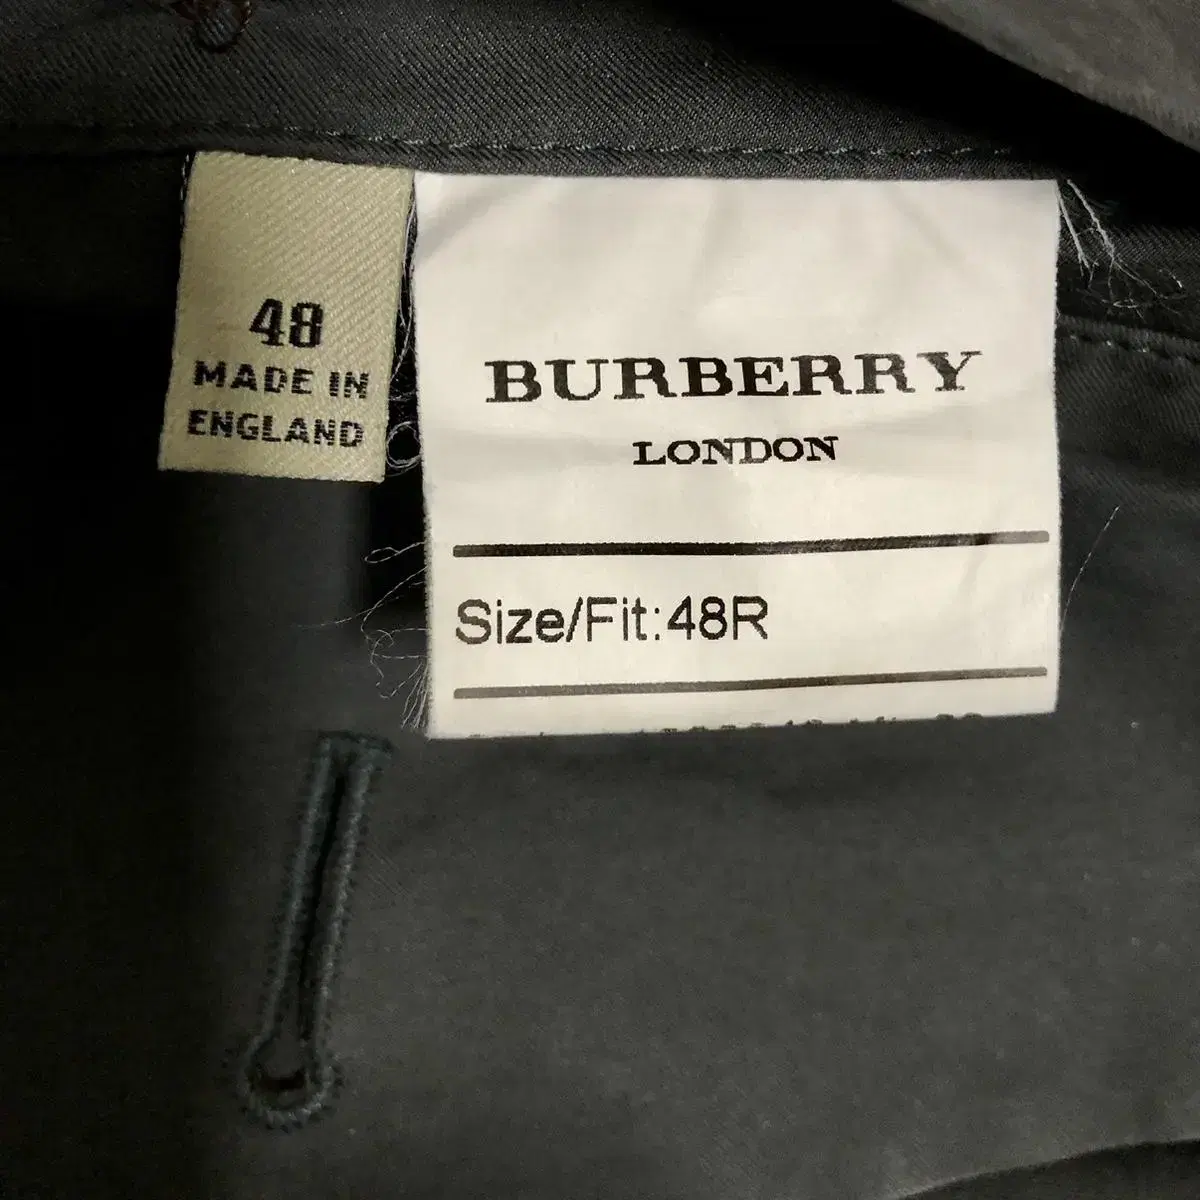 48
MADE IN
ENGLAND
BURBERRY
LONDON
Size/Fit:48R